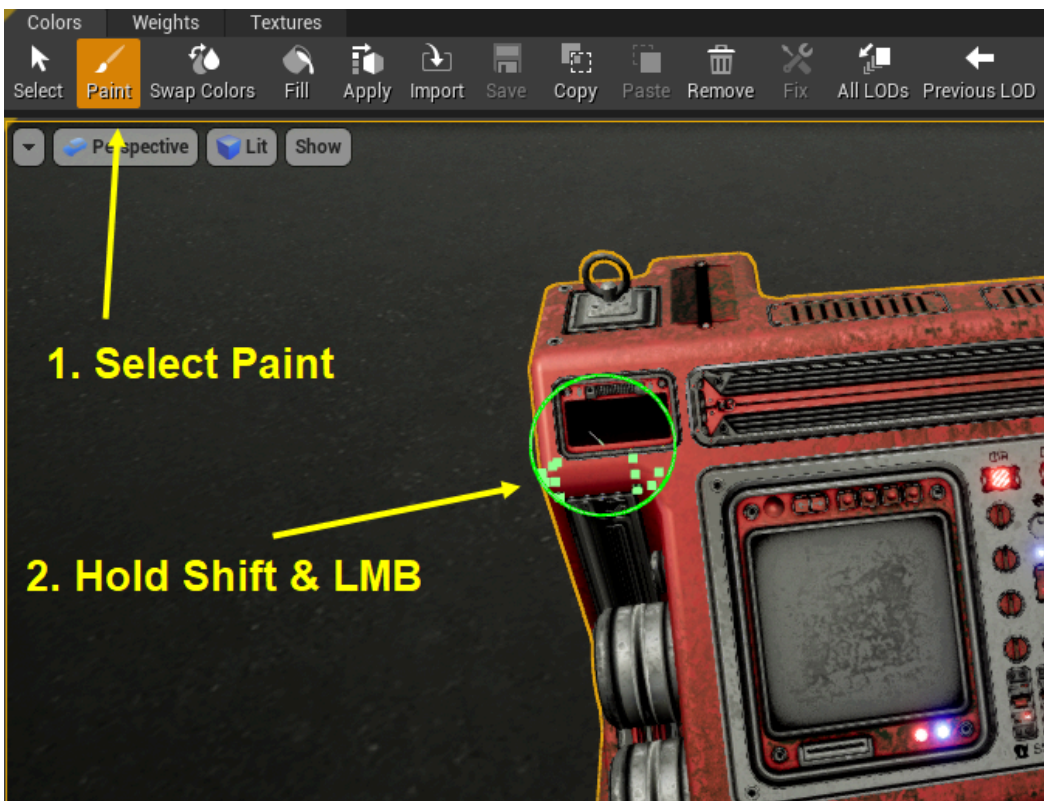 Colors Weights Textures
Select Paint Swap Colors Fill Apply Import Save Copy Paste Remove Fix All LODs Previous LOD
Perspective Lit Show
1. Select Paint
2. Hold Shift & LMB